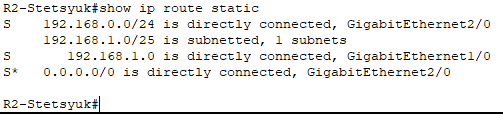 R2-Stetsyuk#show ip route static
S    192.168.0.0/24 is directly connected, GigabitEthernet2/0
     192.168.1.0/25 is subnetted, 1 subnets
S       192.168.1.0 is directly connected, GigabitEthernet1/0
S*   0.0.0.0/0 is directly connected, GigabitEthernet2/0
R2-Stetsyuk#